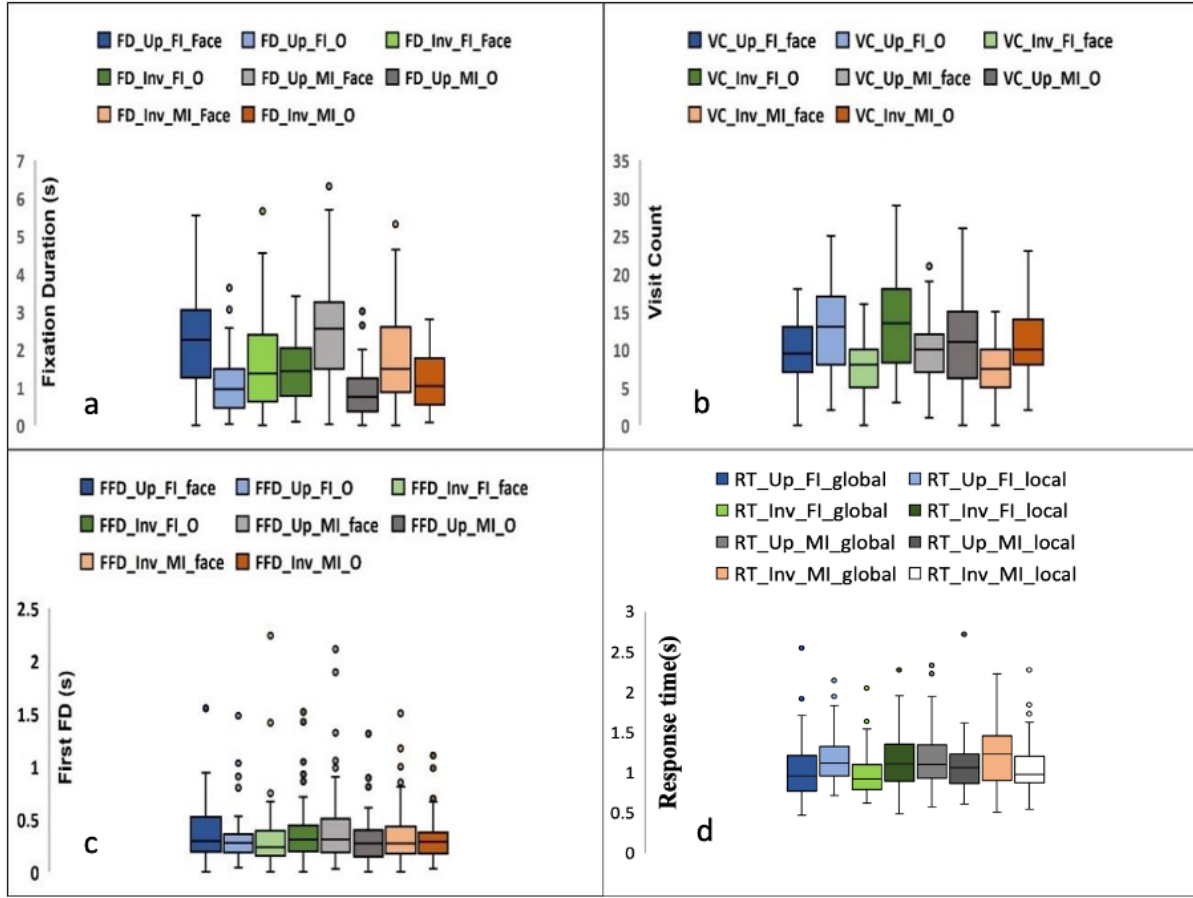 FD_Up_FI_Face FD_Up_FI_O FD_Inv_FI_Face
FD_Inv_FI_O FD_Up_MI_Face FD_Up_MI_O
FD_Inv_MI_Face FD_Inv_MI_O
Fixation Duration (s)
7
6
5
4
3
2
1
0
a
VC_Up_FI_face VC_Up_FI_O VC_Inv_FI_face
VC_Inv_FI_O VC_Up_MI_face VC_Up_MI_O
VC_Inv_MI_face VC_Inv_MI_O
Visit Count
35
30
25
20
15
10
5
0
b
FFD_Up_FI_face FFD_Up_FI_O FFD_Inv_FI_face
FFD_Inv_FI_O FFD_Up_MI_face FFD_Up_MI_O
FFD_Inv_MI_face FFD_Inv_MI_O
First FD (s)
2.5
2
1.5
1
0.5
0
c
RT_Up_FI_global RT_Up_FI_local
RT_Inv_FI_global RT_Inv_FI_local
RT_Up_MI_global RT_Up_MI_local
RT_Inv_MI_global RT_Inv_MI_local
Response time(s)
3
2.5
2
1.5
1
0.5
0
d